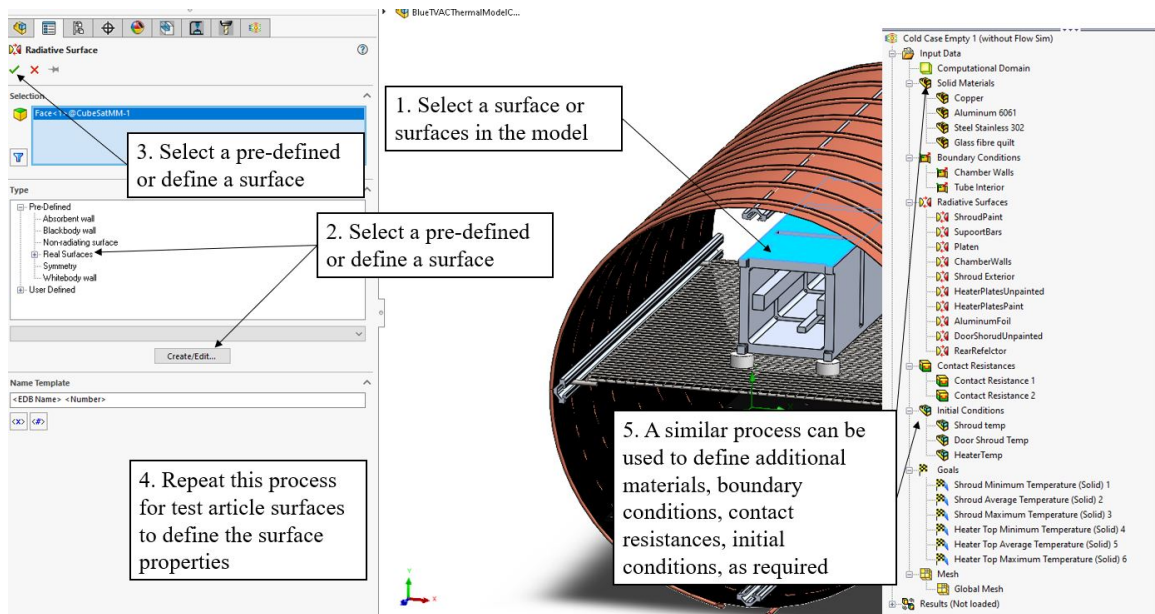 BlueTVACThermalModelC...
Radiative Surface
Selection
Face<1>@CubeSatMM-1
Type
Pre-Defined
Absorbent wall
Blackbody wall
Non-radiating surface
Real Surfaces
Symmetry
Whitebody wall
User Defined
Create/Edit...
Name Template
<EDB Name> <Number>
<x> <#>
1. Select a surface or
surfaces in the model
3. Select a pre-defined
or define a surface
2. Select a pre-defined
or define a surface
4. Repeat this process
for test article surfaces
to define the surface
properties
5. A similar process can be
used to define additional
materials, boundary
conditions, contact
resistances, initial
conditions, as required
Y
X
Cold Case Empty 1 (without Flow Sim)
Input Data
Computational Domain
Solid Materials
Copper
Aluminum 6061
Steel Stainless 302
Glass fibre quilt
Boundary Conditions
Chamber Walls
Tube Interior
Radiative Surfaces
ShroudPaint
SupoortBars
Platen
ChamberWalls
Shroud Exterior
HeaterPlatesUnpainted
HeaterPlatesPaint
AluminumFoil
DoorShorudUnpainted
RearRefelctor
Contact Resistances
Contact Resistance 1
Contact Resistance 2
Initial Conditions
Shroud temp
Door Shroud Temp
HeaterTemp
Goals
Shroud Minimum Temperature (Solid) 1
Shroud Average Temperature (Solid) 2
Shroud Maximum Temperature (Solid) 3
Heater Top Minimum Temperature (Solid) 4
Heater Top Average Temperature (Solid) 5
Heater Top Maximum Temperature (Solid) 6
Mesh
Global Mesh
Results (Not loaded)